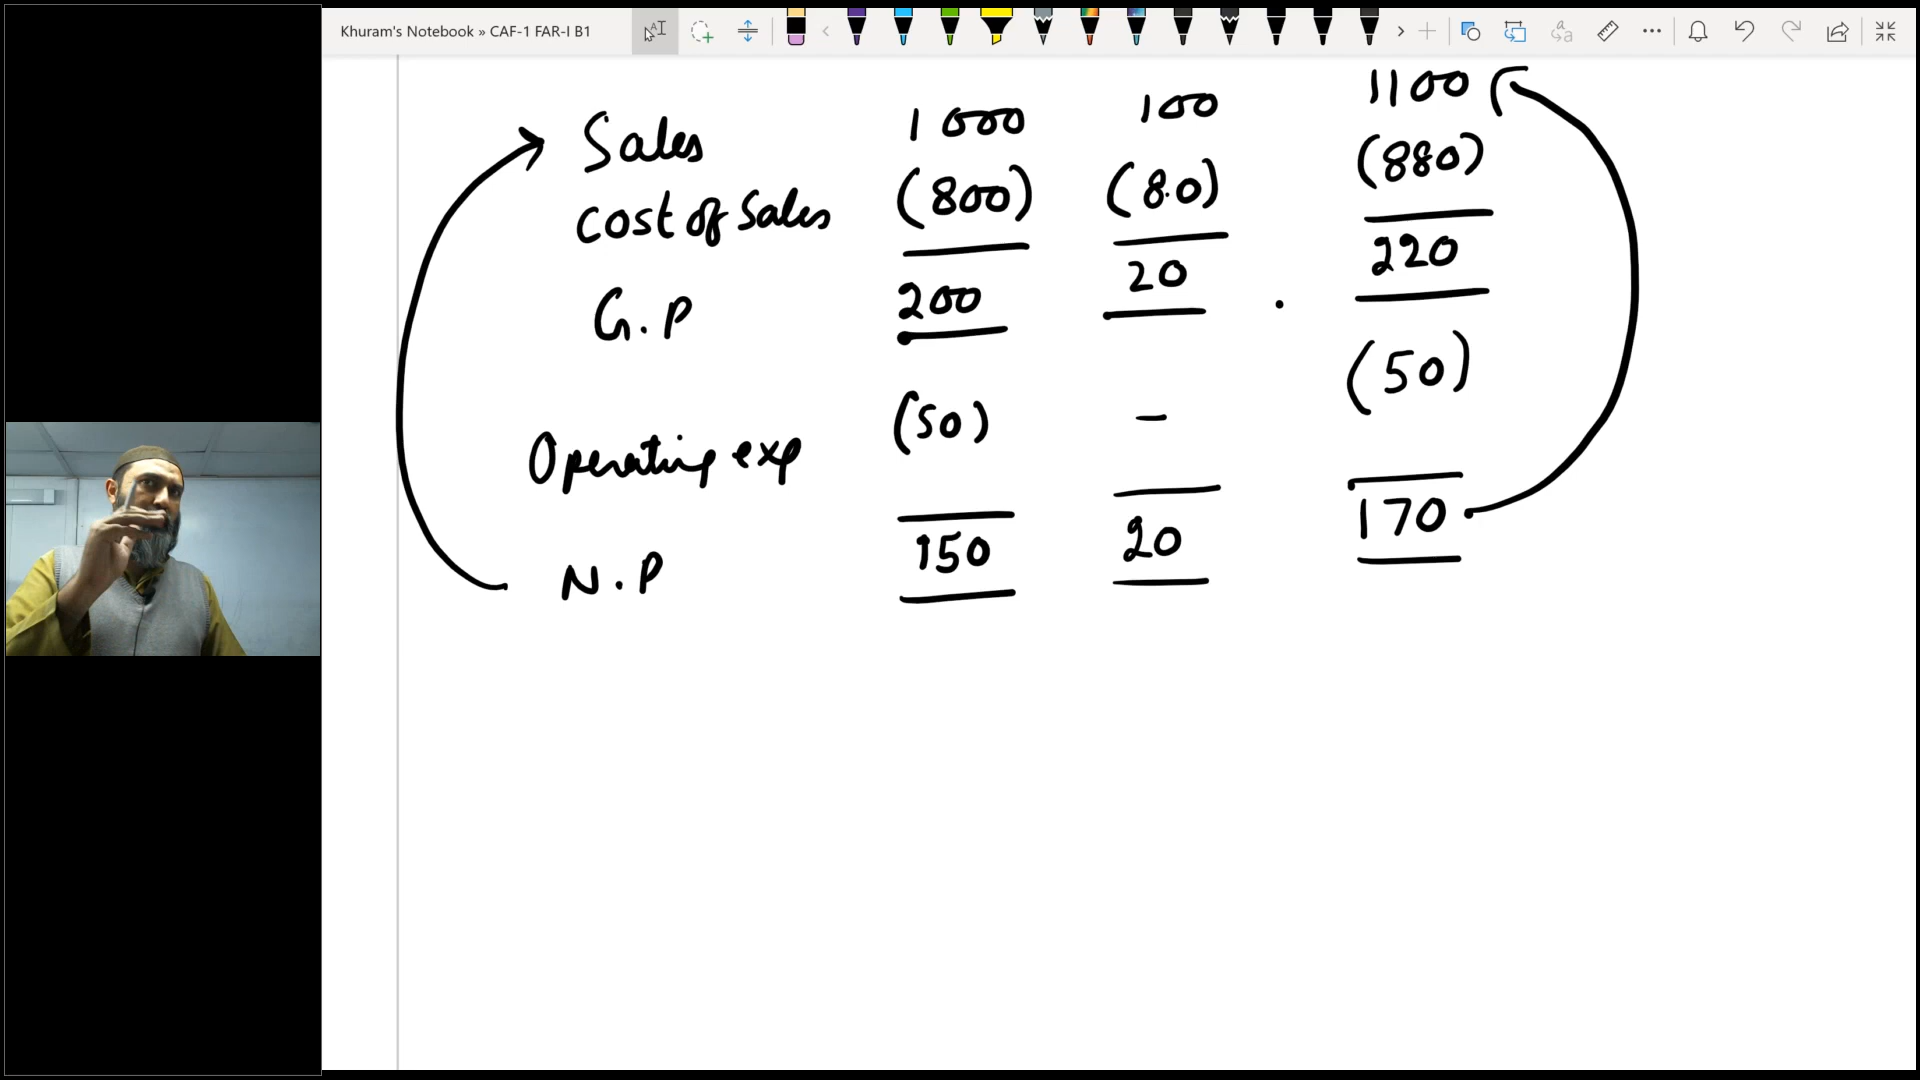 Khuram's Notebook » CAF-1 FAR-I B1
Sales 1000 100 1100
cost of Sales (800) (80) (880)
G.P 200 20 220
Operating exp (50) - (50)
N.P 150 20 170